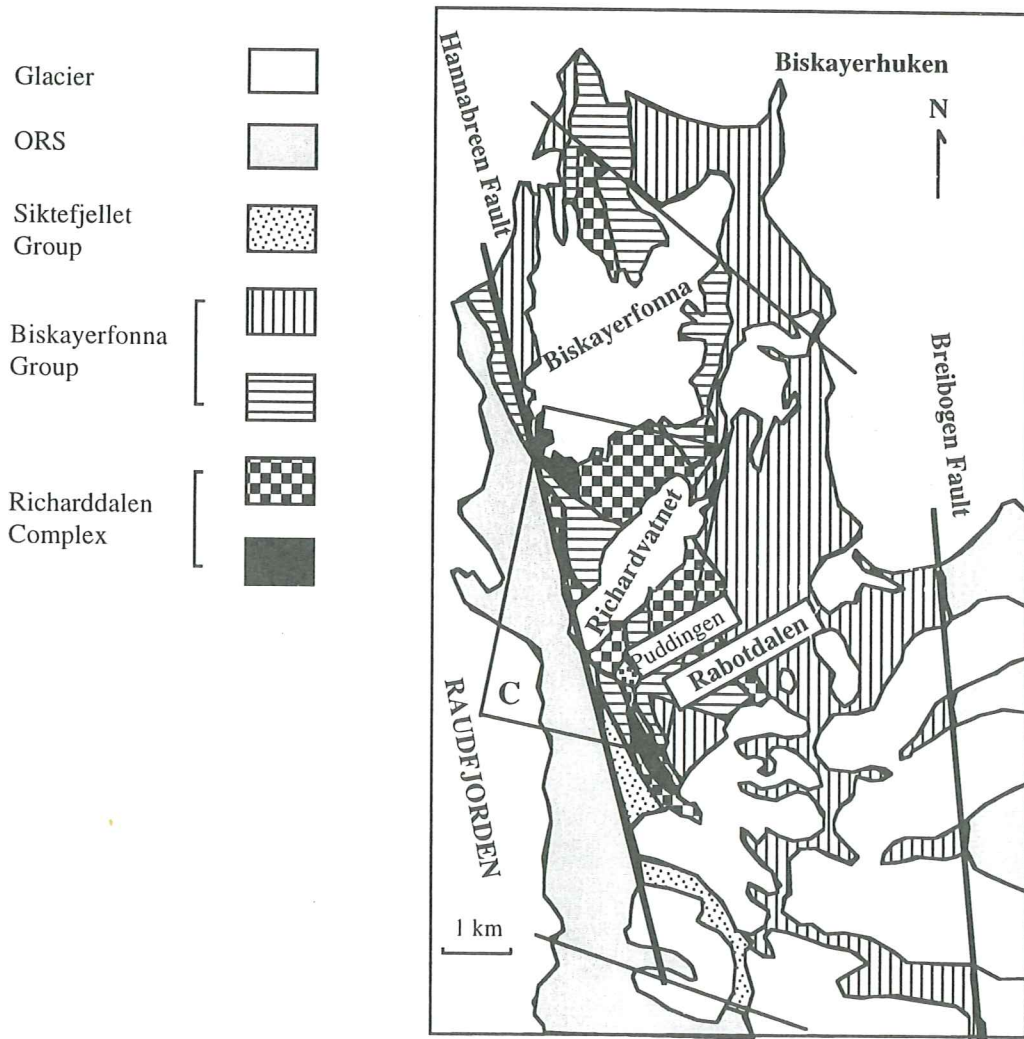 Glacier
ORS
Siktefjellet
Group
Biskayerfonna
Group
Richarddalen
Complex
Hannabreen Fault
Biskayerhuken
N
Biskayerfonna
Breibogen Fault
Richardvatnet
Puddingen
Rabotdalen
C
RAUDFJORDEN
1 km